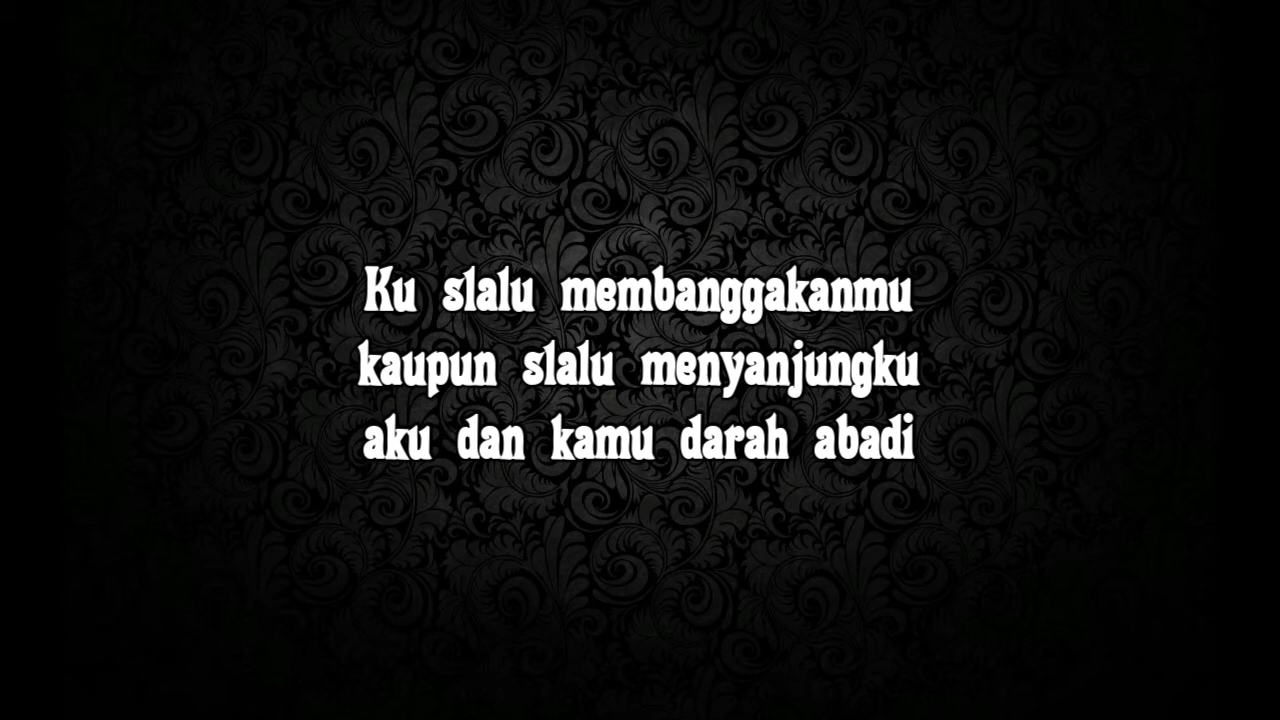 Ku slalu membanggakanmu
kaupun slalu menyanjungku
aku dan kamu darah abadi